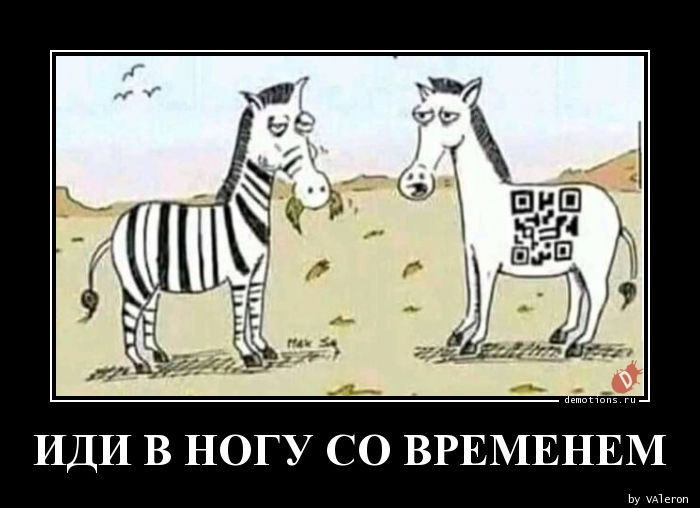 demotions.ru
ИДИ В НОГУ СО ВРЕМЕНЕМ
by VAleron